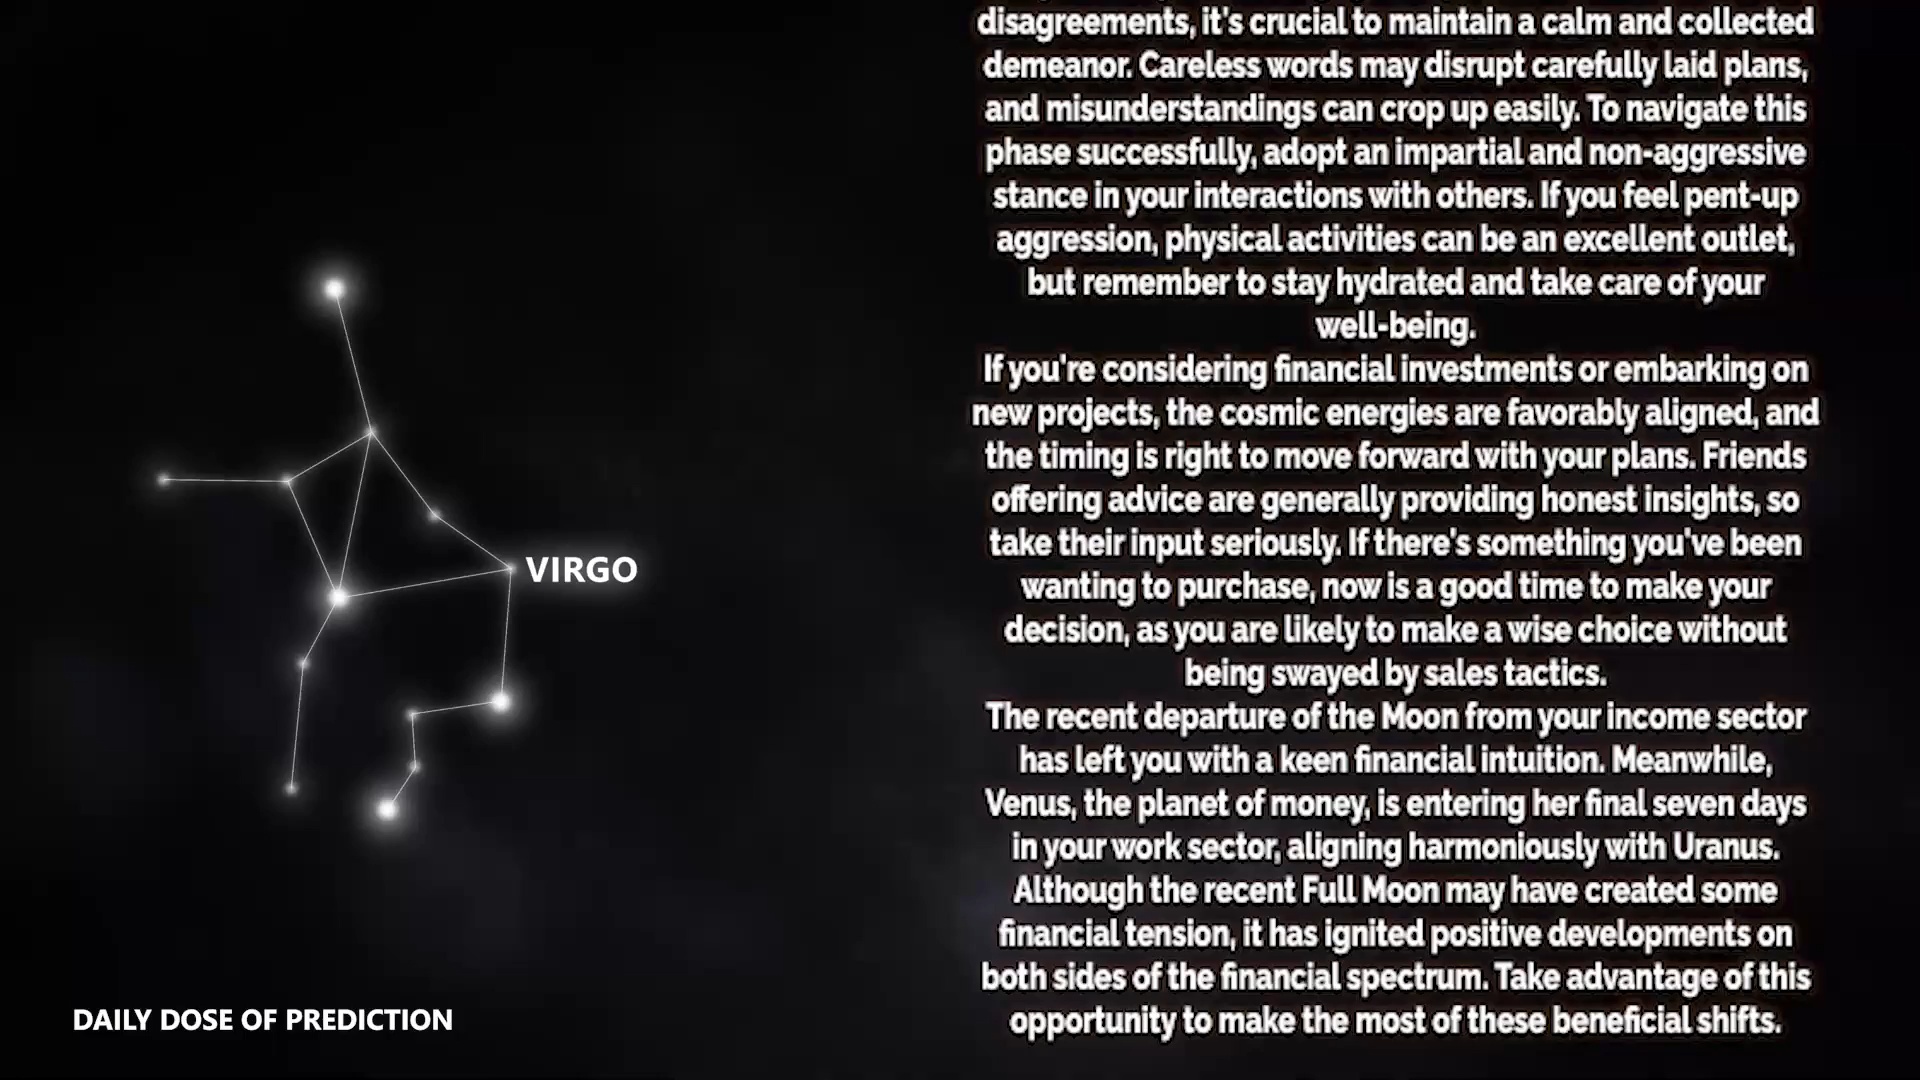 disagreements, it's crucial to maintain a calm and collected
demeanor. Careless words may disrupt carefully laid plans,
and misunderstandings can crop up easily. To navigate this
phase successfully, adopt an impartial and non-aggressive
stance in your interactions with others. If you feel pent-up
aggression, physical activities can be an excellent outlet,
but remember to stay hydrated and take care of your
well-being.
If you're considering financial investments or embarking on
new projects, the cosmic energies are favorably aligned, and
the timing is right to move forward with your plans. Friends
offering advice are generally providing honest insights, so
take their input seriously. If there's something you've been
wanting to purchase, now is a good time to make your
decision, as you are likely to make a wise choice without
being swayed by sales tactics.
The recent departure of the Moon from your income sector
has left you with a keen financial intuition. Meanwhile,
Venus, the planet of money, is entering her final seven days
in your work sector, aligning harmoniously with Uranus.
Although the recent Full Moon may have created some
financial tension, it has ignited positive developments on
both sides of the financial spectrum. Take advantage of this
opportunity to make the most of these beneficial shifts.
VIRGO
DAILY DOSE OF PREDICTION